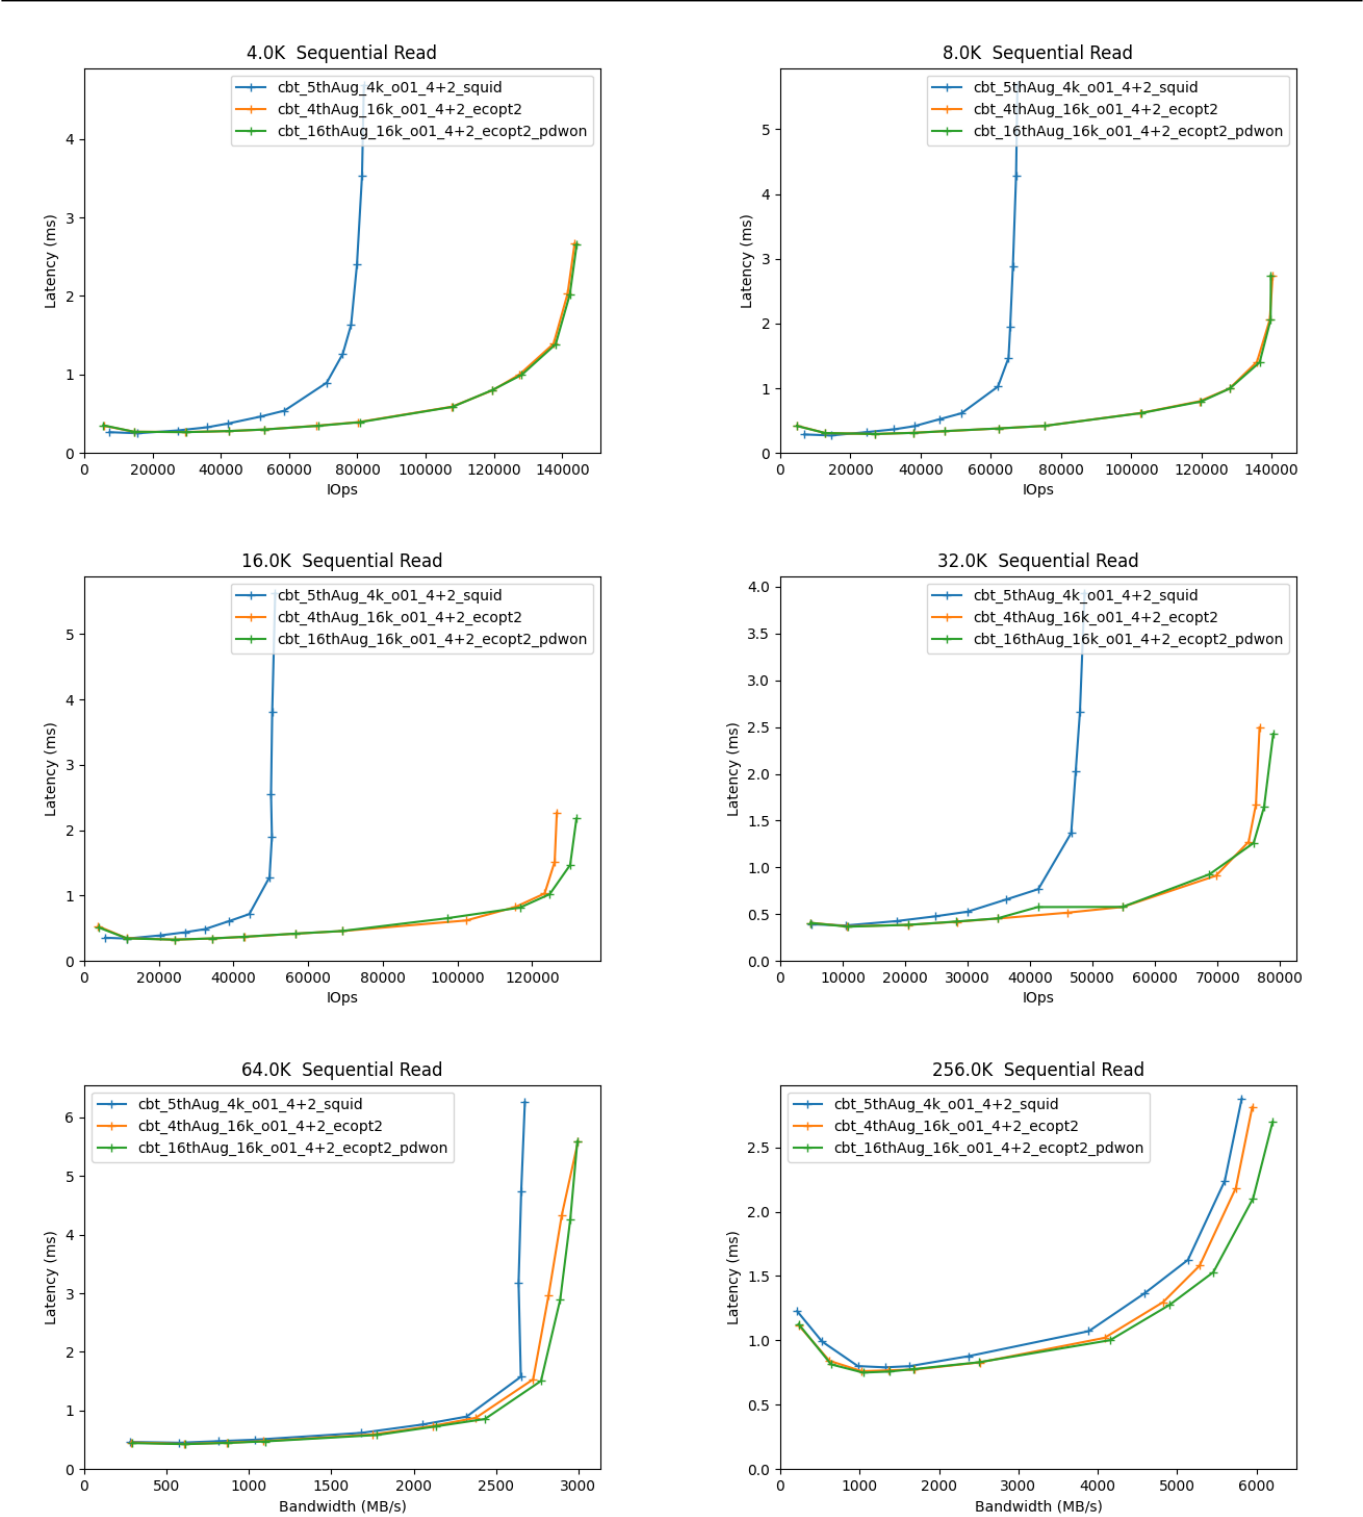 4.0K  Sequential Read
cbt_5thAug_4k_o01_4+2_squid
cbt_4thAug_16k_o01_4+2_ecopt2
cbt_16thAug_16k_o01_4+2_ecopt2_pdwon
Latency (ms)
4
3
2
1
0
0 20000 40000 60000 80000 100000 120000 140000
IOps
8.0K  Sequential Read
cbt_5thAug_4k_o01_4+2_squid
cbt_4thAug_16k_o01_4+2_ecopt2
cbt_16thAug_16k_o01_4+2_ecopt2_pdwon
Latency (ms)
5
4
3
2
1
0
0 20000 40000 60000 80000 100000 120000 140000
IOps
16.0K  Sequential Read
cbt_5thAug_4k_o01_4+2_squid
cbt_4thAug_16k_o01_4+2_ecopt2
cbt_16thAug_16k_o01_4+2_ecopt2_pdwon
Latency (ms)
5
4
3
2
1
0
0 20000 40000 60000 80000 100000 120000
IOps
32.0K  Sequential Read
cbt_5thAug_4k_o01_4+2_squid
cbt_4thAug_16k_o01_4+2_ecopt2
cbt_16thAug_16k_o01_4+2_ecopt2_pdwon
Latency (ms)
4.0
3.5
3.0
2.5
2.0
1.5
1.0
0.5
0.0
0 10000 20000 30000 40000 50000 60000 70000 80000
IOps
64.0K  Sequential Read
cbt_5thAug_4k_o01_4+2_squid
cbt_4thAug_16k_o01_4+2_ecopt2
cbt_16thAug_16k_o01_4+2_ecopt2_pdwon
Latency (ms)
6
5
4
3
2
1
0
0 500 1000 1500 2000 2500 3000
Bandwidth (MB/s)
256.0K  Sequential Read
cbt_5thAug_4k_o01_4+2_squid
cbt_4thAug_16k_o01_4+2_ecopt2
cbt_16thAug_16k_o01_4+2_ecopt2_pdwon
Latency (ms)
2.5
2.0
1.5
1.0
0.5
0.0
0 1000 2000 3000 4000 5000 6000
Bandwidth (MB/s)